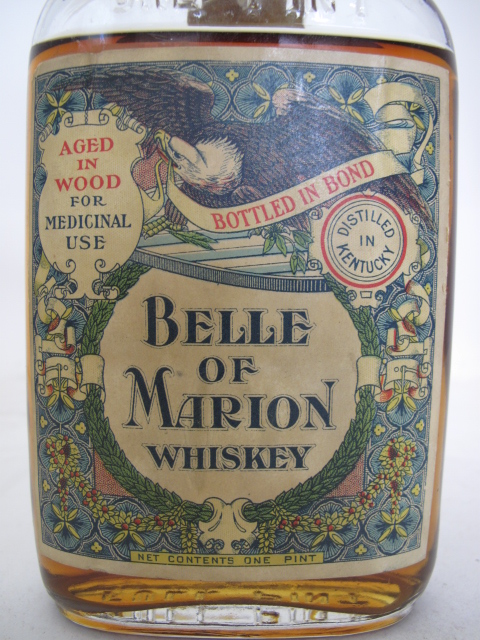 AGED
IN
WOOD
FOR
MEDICINAL
USE
BOTTLED IN BOND
DISTILLED
IN
KENTUCKY
BELLE
OF
MARION
WHISKEY
NET CONTENTS ONE PINT